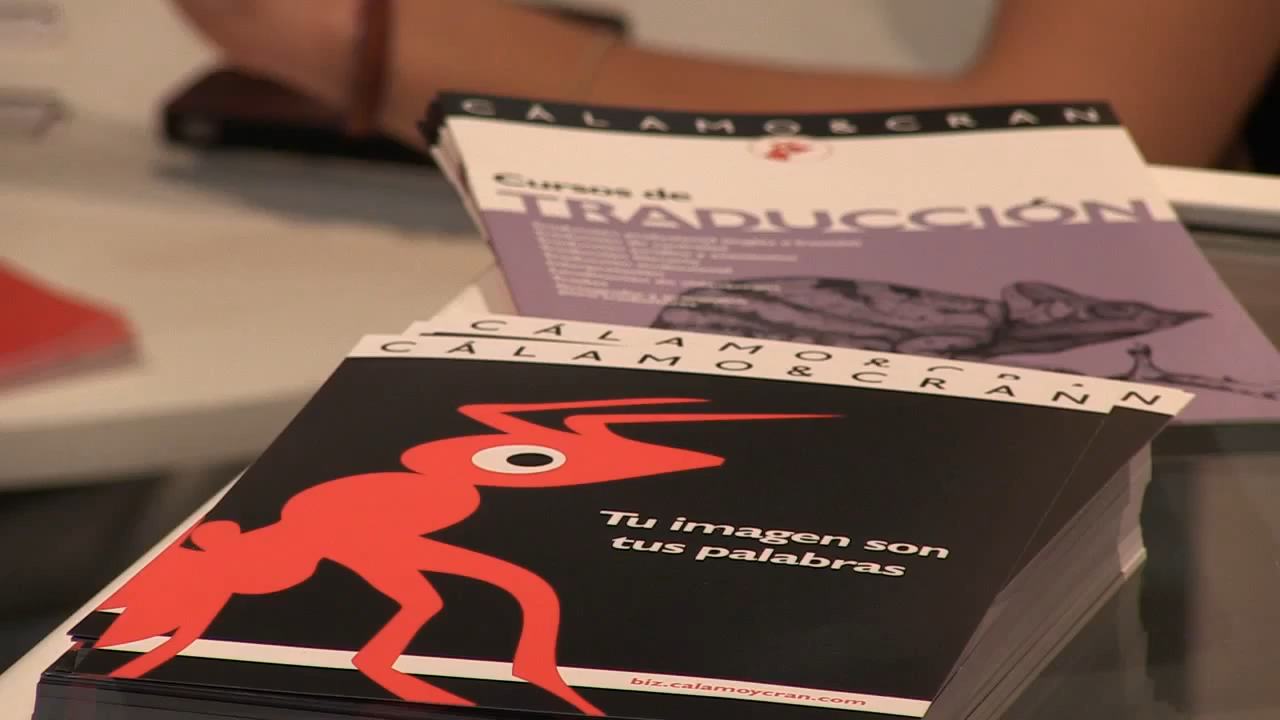 CÁLAMO&CRAN
Cursos de
TRADUCCIÓN
CÁLAMO&CRAN
CÁLAMO&CRAN
Tu imagen son
tus palabras
biz.calamoycran.com